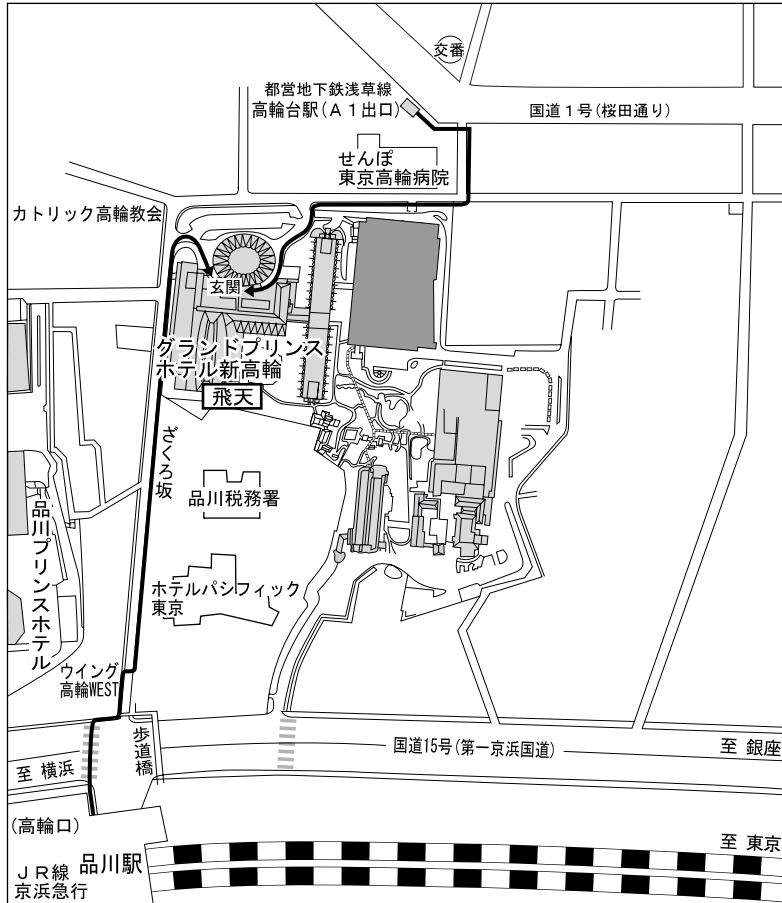 交番
都営地下鉄浅草線
高輪台駅(A1出口)
国道1号(桜田通り)
せんぽ
東京高輪病院
カトリック高輪教会
玄関
グランドプリンス
ホテル新高輪
飛天
ざくろ坂
品川税務署
品川プリンスホテル
ホテルパシフィック
東京
ウイング
高輪WEST
歩道橋
国道15号(第一京浜国道)
至 銀座
至 横浜
(高輪口)
至 東京
JR線 品川駅
京浜急行